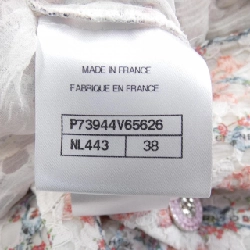 MADE IN FRANCE
FABRIQUE EN FRANCE
P73944V65626
NL443 38